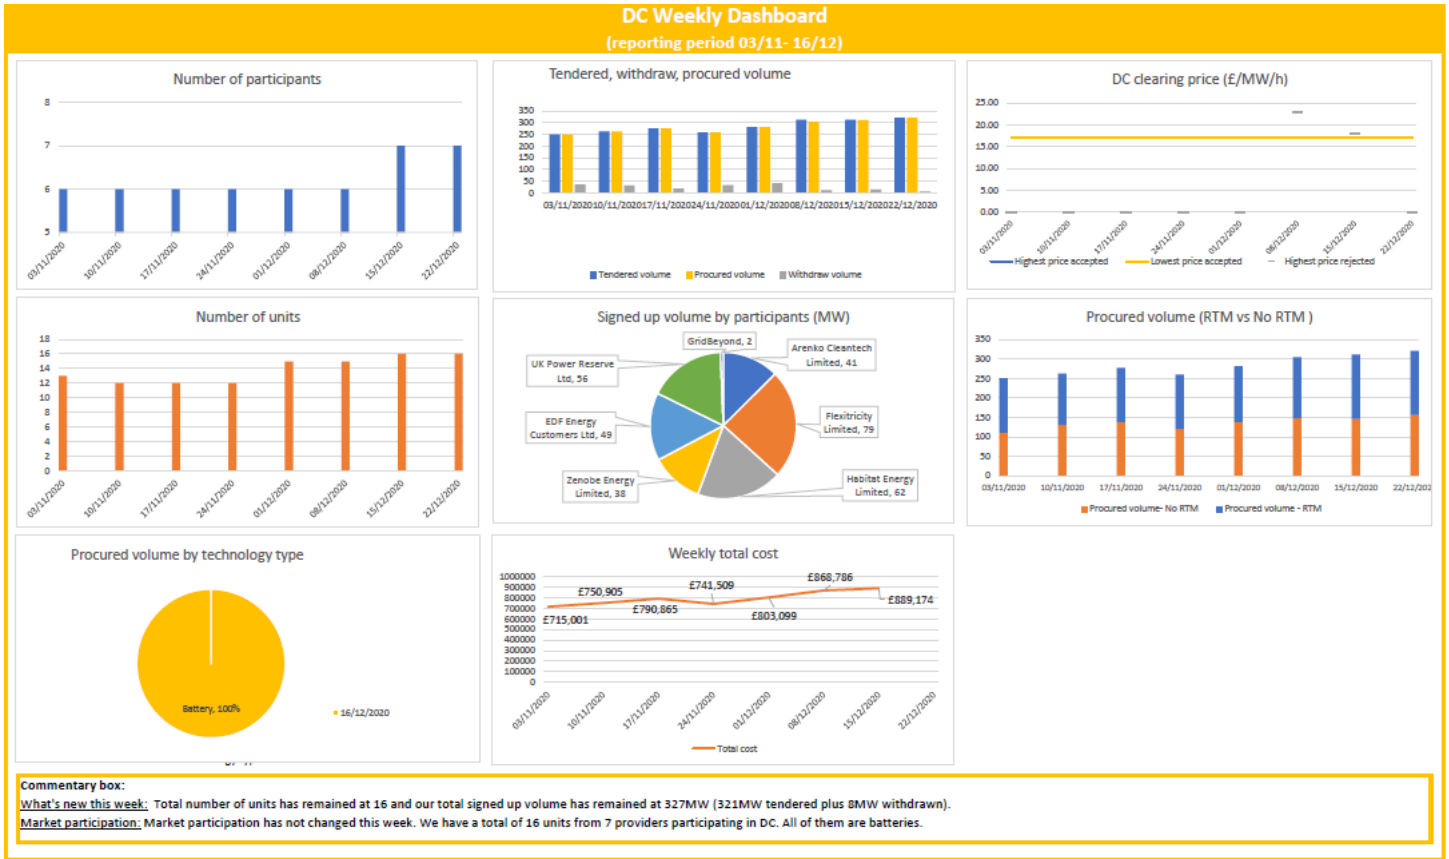 DC Weekly Dashboard
(reporting period 03/11- 16/12)
Number of participants
8
7
6
5
03/11/2020
10/11/2020
17/11/2020
24/11/2020
01/12/2020
08/12/2020
15/12/2020
22/12/2020
Tendered, withdraw, procured volume
350
300
250
200
150
100
50
0
03/11/2020 10/11/2020 17/11/2020 24/11/2020 01/12/2020 08/12/2020 15/12/2020 22/12/2020
Tendered volume Procured volume Withdraw volume
DC clearing price (£/MW/h)
25.00
20.00
15.00
10.00
5.00
0.00
03/11/2020
10/11/2020
17/11/2020
24/11/2020
01/12/2020
08/12/2020
15/12/2020
22/12/2020
Highest price accepted Lowest price accepted Highest price rejected
Number of units
18
16
14
12
10
8
6
4
2
0
03/11/2020
10/11/2020
17/11/2020
24/11/2020
01/12/2020
08/12/2020
15/12/2020
22/12/2020
Signed up volume by participants (MW)
GridBeyond, 2
Arenko Cleantech
Limited, 41
UK Power Reserve
Ltd, 56
Flexitricity
Limited, 79
EDF Energy
Customers Ltd, 49
Zenobe Energy
Limited, 38
Habitat Energy
Limited, 62
Procured volume (RTM vs No RTM )
350
300
250
200
150
100
50
0
03/11/2020 10/11/2020 17/11/2020 24/11/2020 01/12/2020 08/12/2020 15/12/2020 22/12/202
Procured volume- No RTM Procured volume - RTM
Procured volume by technology type
Battery, 100%
16/12/2020
Weekly total cost
1000000
900000
800000
700000
600000
500000
400000
300000
200000
100000
0
£715,001
£750,905
£790,865
£741,509
£803,099
£868,786
£889,174
03/11/2020
10/11/2020
17/11/2020
24/11/2020
01/12/2020
08/12/2020
15/12/2020
22/12/2020
Total cost
Commentary box:
What's new this week: Total number of units has remained at 16 and our total signed up volume has remained at 327MW (321MW tendered plus 8MW withdrawn).
Market participation: Market participation has not changed this week. We have a total of 16 units from 7 providers participating in DC. All of them are batteries.